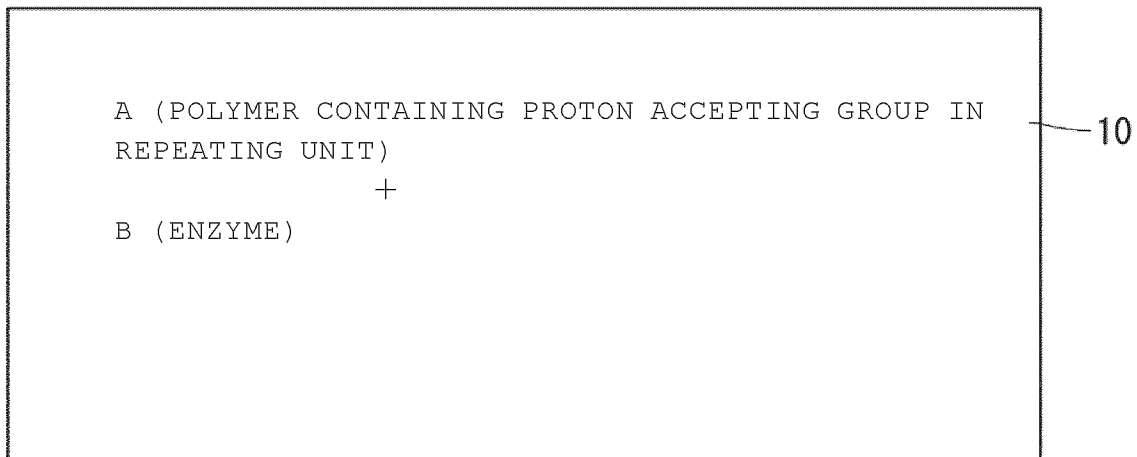 A (POLYMER CONTAINING PROTON ACCEPTING GROUP IN
REPEATING UNIT)
+
B (ENZYME)
10